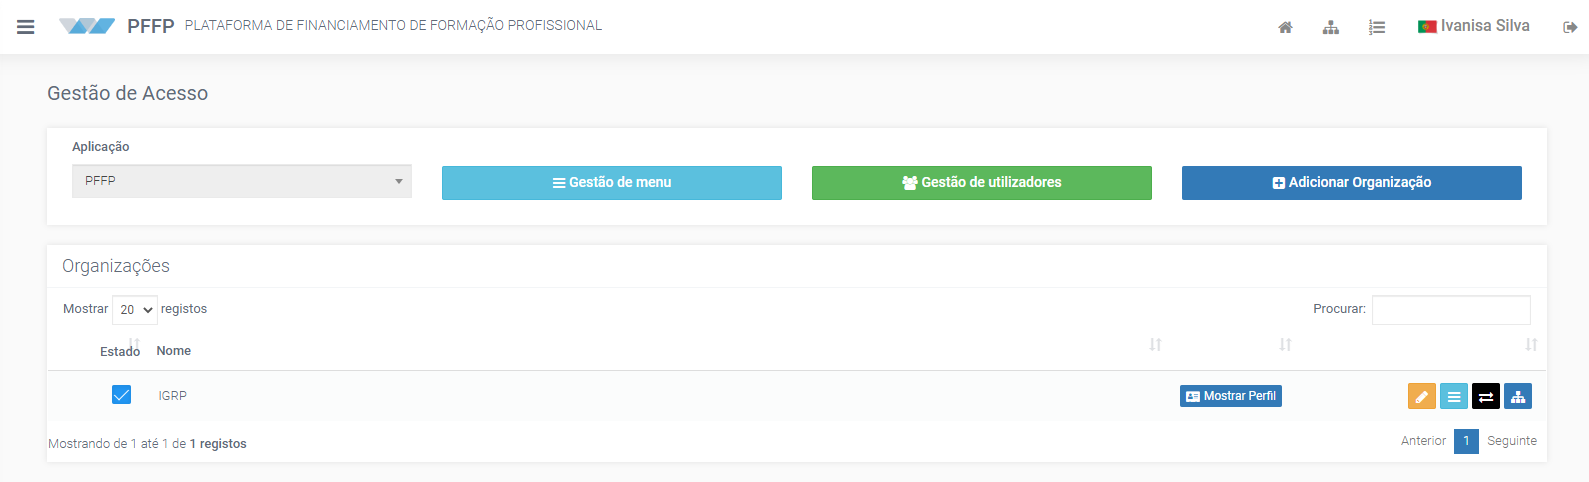 PFFP PLATAFORMA DE FINANCIAMENTO DE FORMAÇÃO PROFISSIONAL
Ivanisa Silva
Gestão de Acesso
Aplicação
PFFP
Gestão de menu
Gestão de utilizadores
Adicionar Organização
Organizações
Mostrar 20 registos
Procurar:
Estado Nome
IGRP Mostrar Perfil
Mostrando de 1 até 1 de 1 registos
Anterior 1 Seguinte